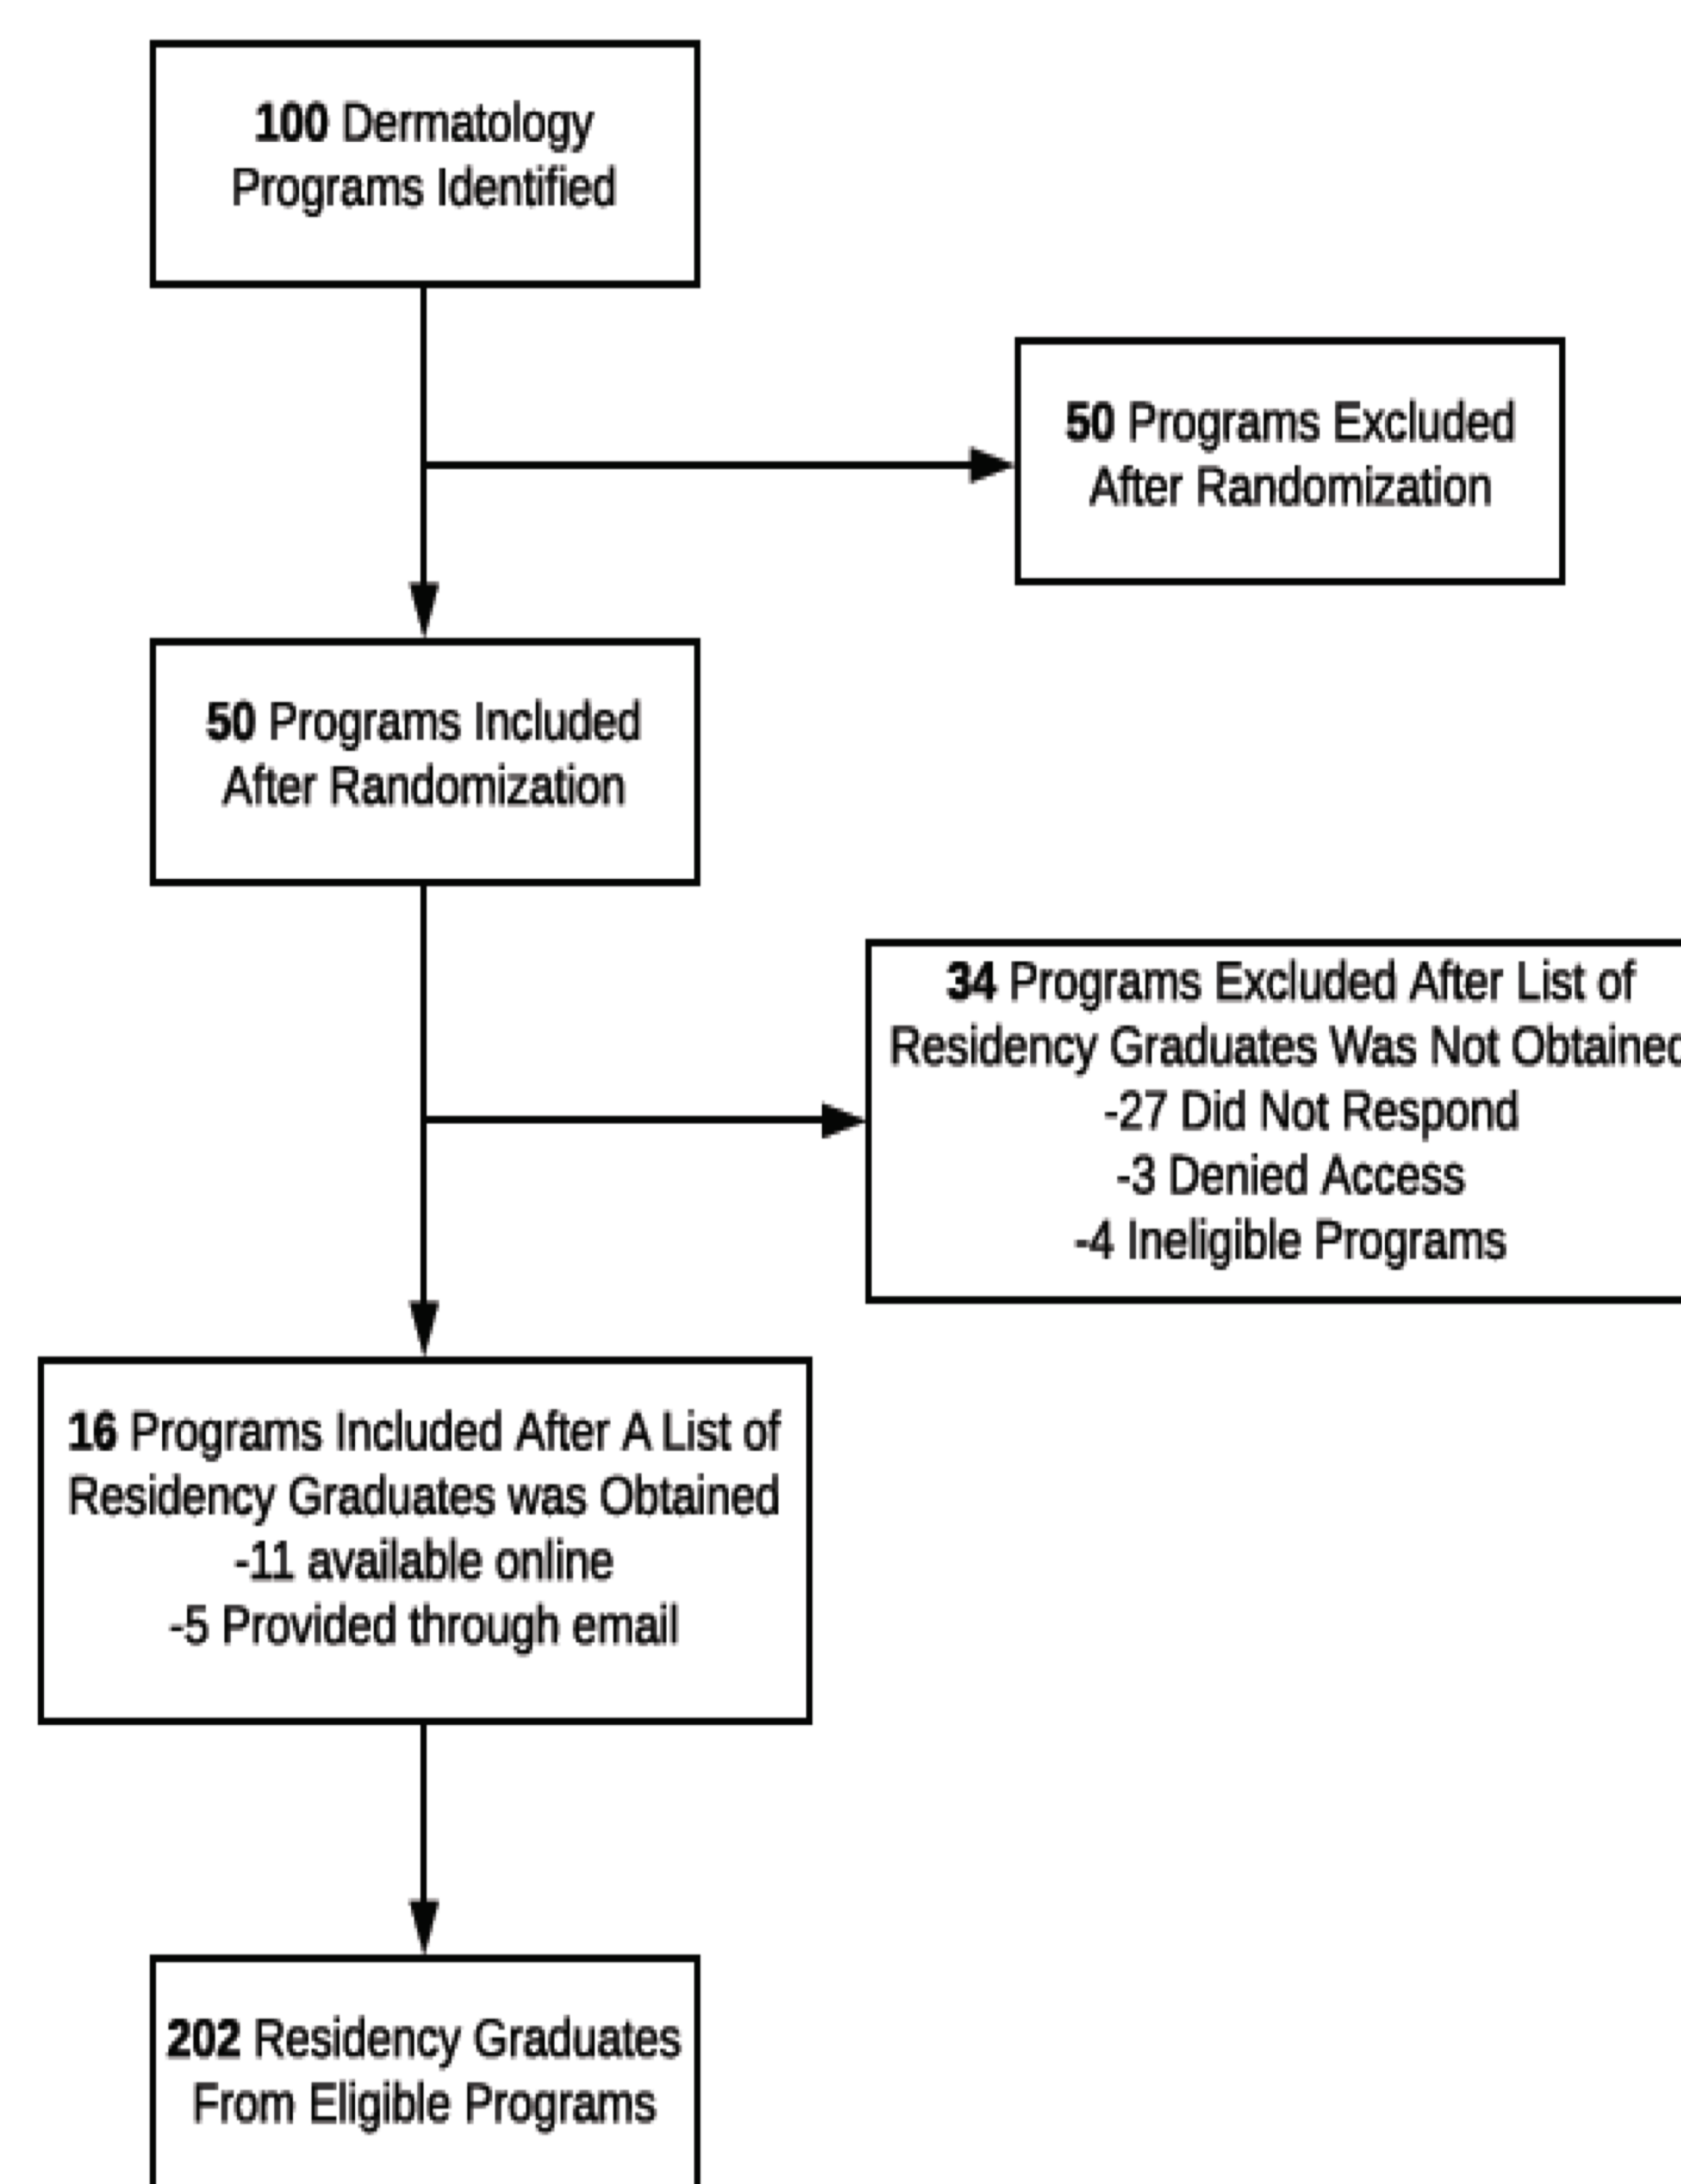 100 Dermatology
Programs Identified
50 Programs Excluded
After Randomization
50 Programs Included
After Randomization
34 Programs Excluded After List of
Residency Graduates Was Not Obtained
-27 Did Not Respond
-3 Denied Access
-4 Ineligible Programs
16 Programs Included After A List of
Residency Graduates was Obtained
-11 available online
-5 Provided through email
202 Residency Graduates
From Eligible Programs